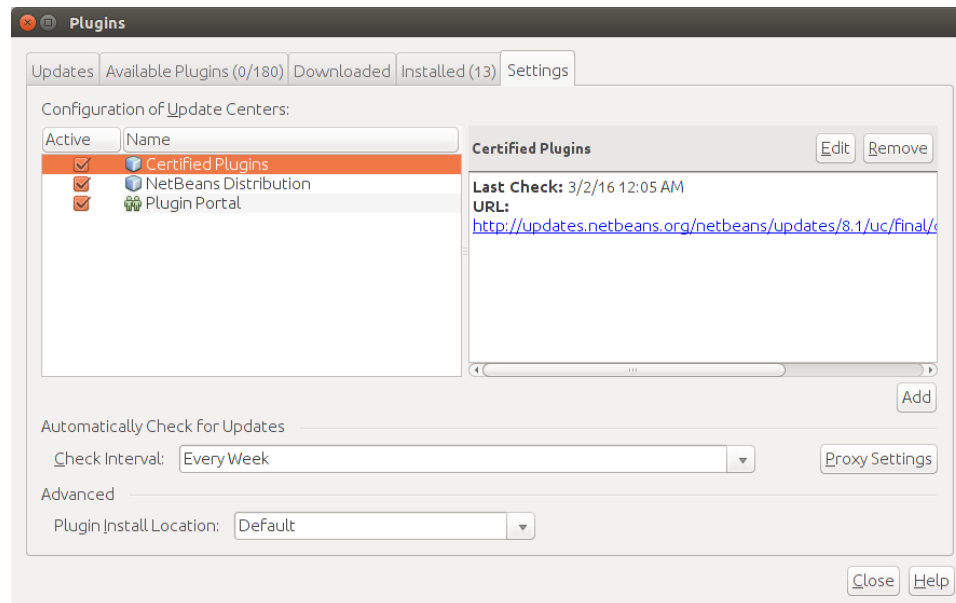 Plugins
Updates Available Plugins (0/180) Downloaded Installed (13) Settings
Configuration of Update Centers:
Active Name
Certified Plugins
NetBeans Distribution
Plugin Portal
Certified Plugins Edit Remove
Last Check: 3/2/16 12:05 AM
URL:
http://updates.netbeans.org/netbeans/updates/8.1/uc/final/
Add
Automatically Check for Updates
Check Interval: Every Week Proxy Settings
Advanced
Plugin Install Location: Default
Close Help